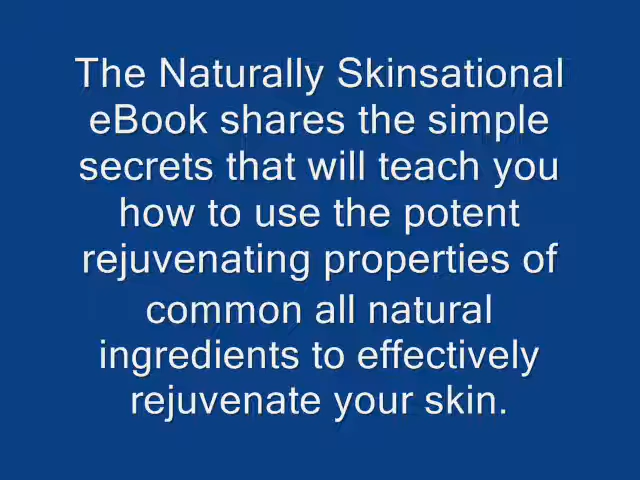 The Naturally Skinsational
eBook shares the simple
secrets that will teach you
how to use the potent
rejuvenating properties of
common all natural
ingredients to effectively
rejuvenate your skin.